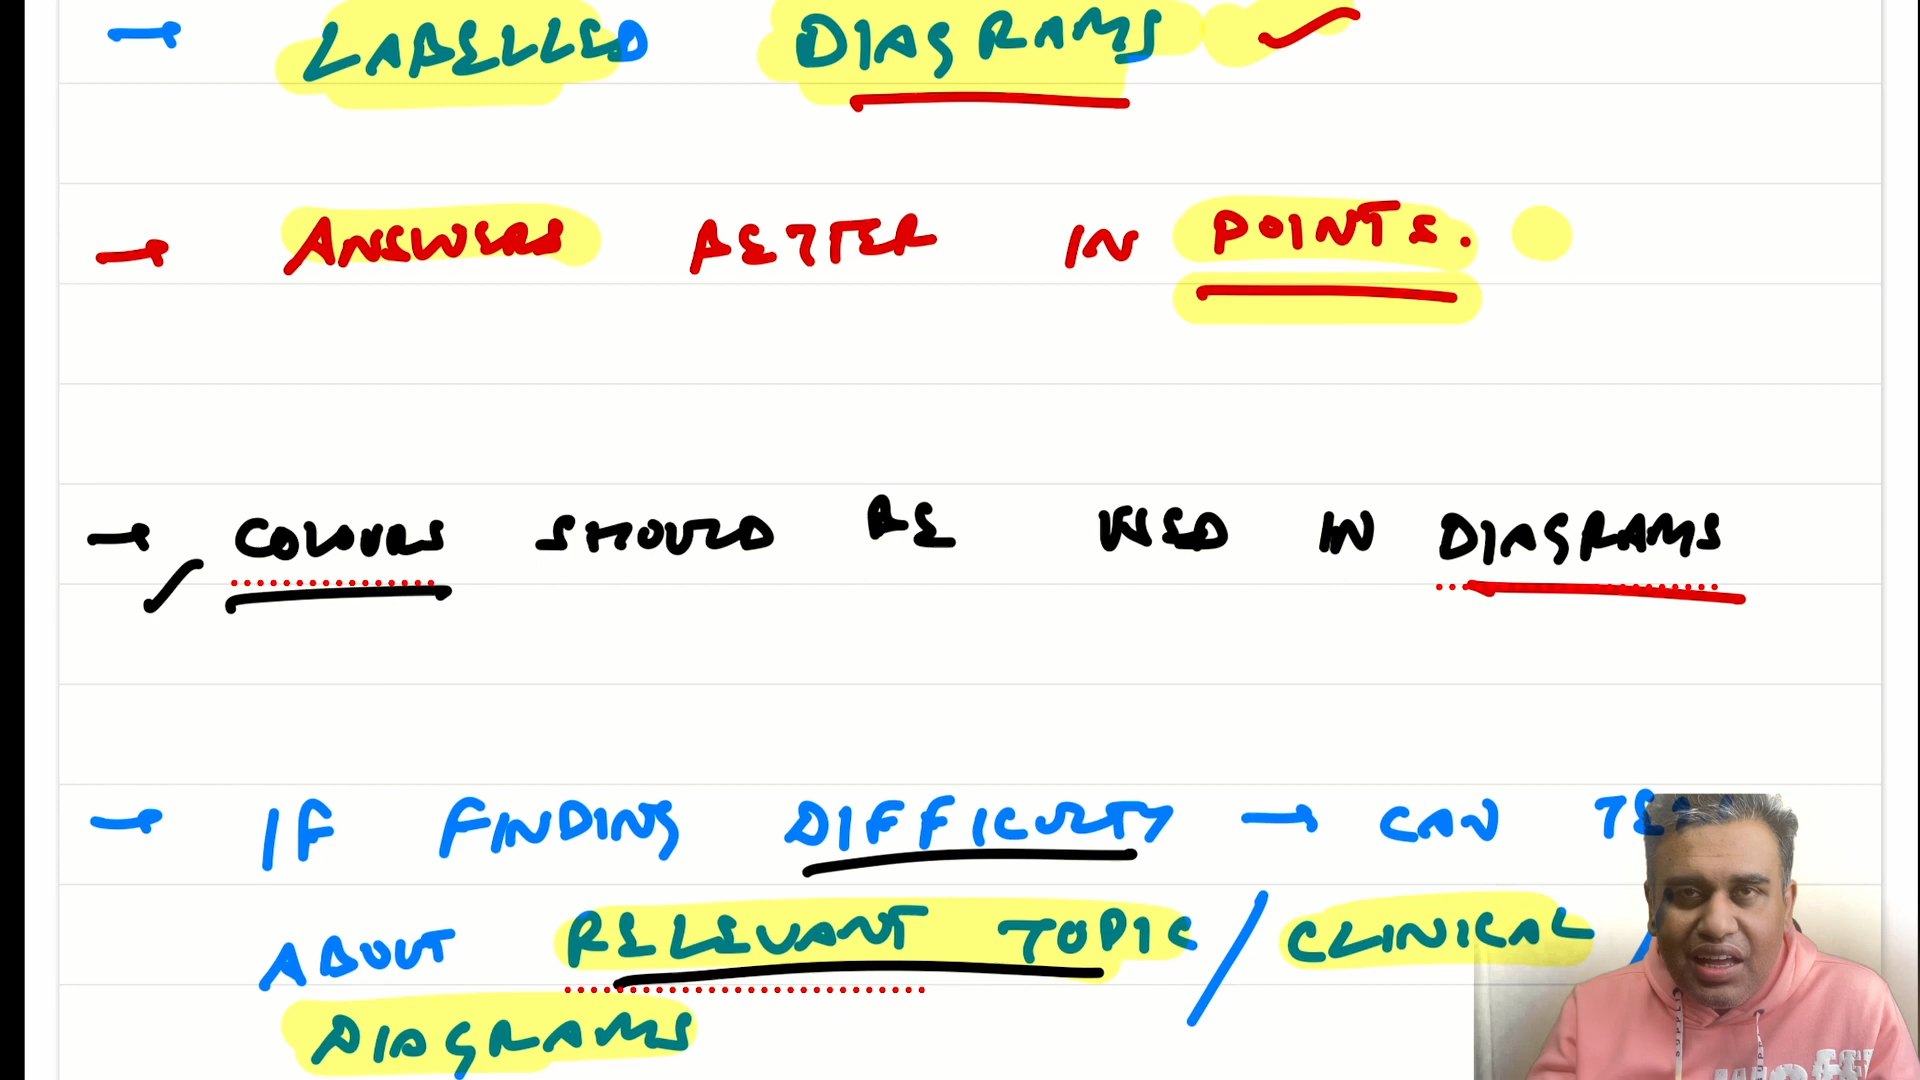 → LABELLED DIAGRAMS ✓
→ ANSWERS BETTER IN POINTS.
→ COLOURS SHOULD BE USED IN DIAGRAMS
→ IF FINDING DIFFICULTY → CAN
ABOUT RELEVANT TOPIC / CLINICAL /
DIAGRAMS